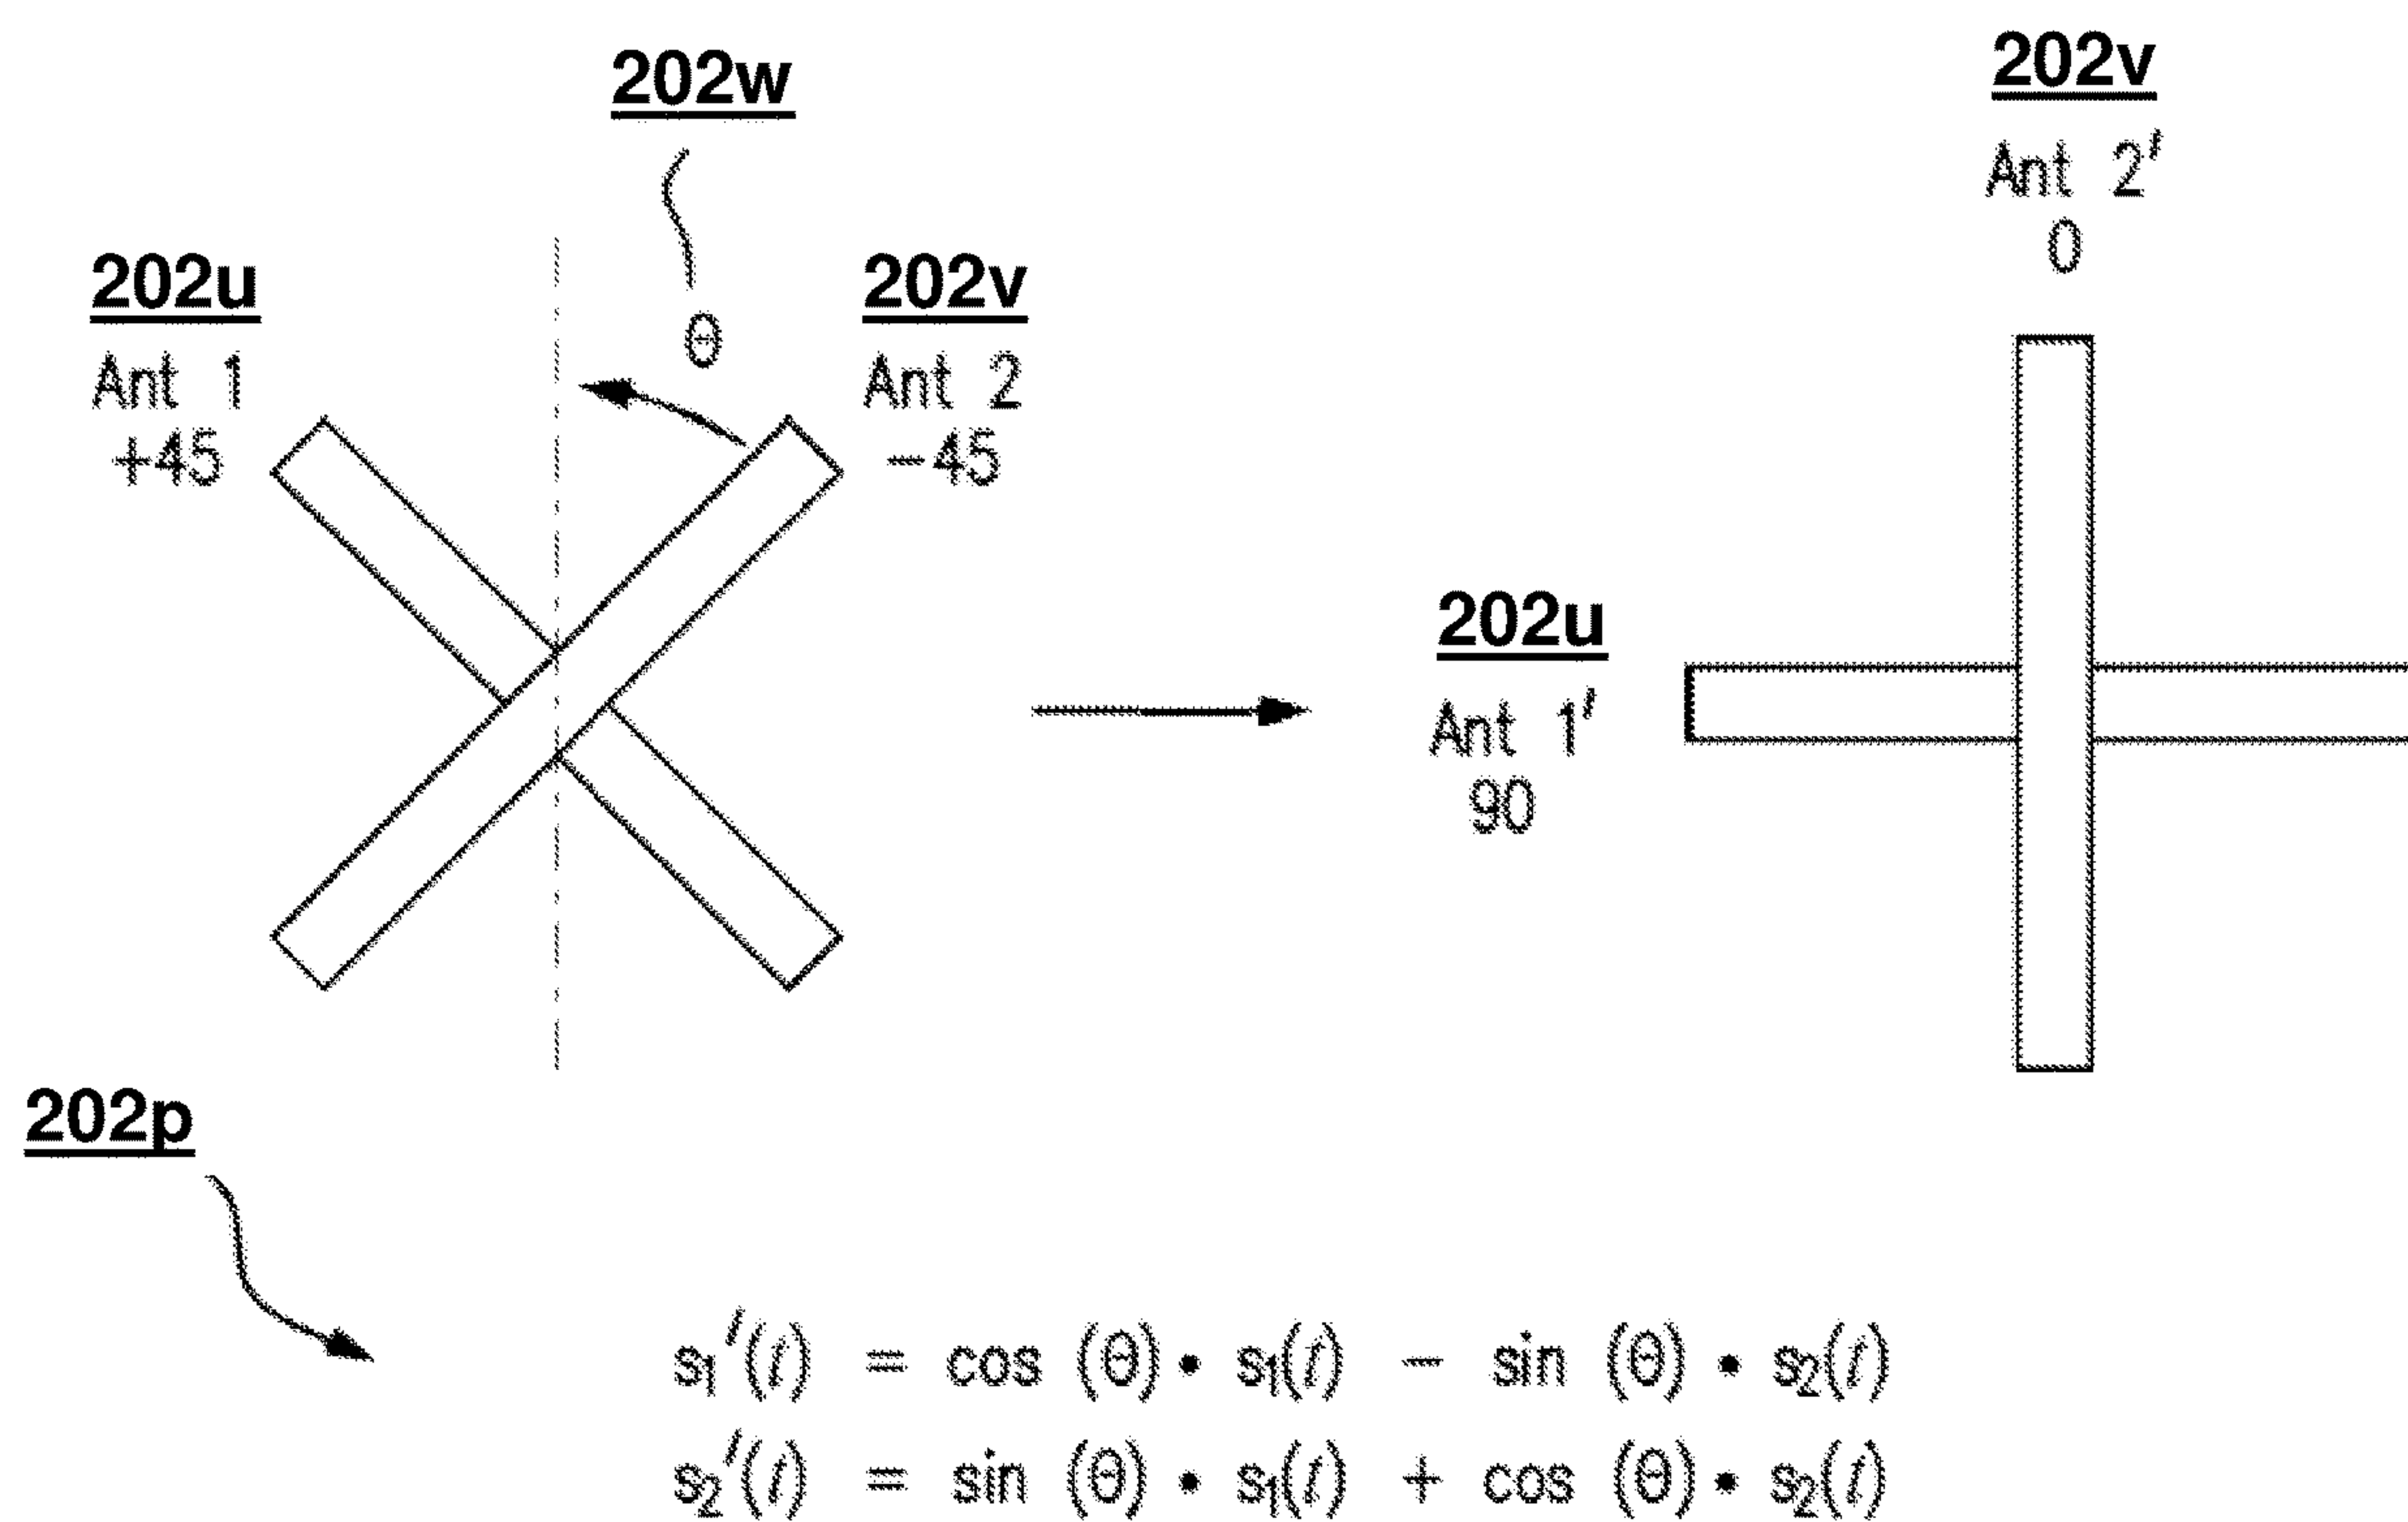 202w
θ
202u
Ant 1
+45
202v
Ant 2
−45
202v
Ant 2′
0
202u
Ant 1′
90
202p
s₁′(t) = cos (θ) • s₁(t) − sin (θ) • s₂(t)
s₂′(t) = sin (θ) • s₁(t) + cos (θ) • s₂(t)